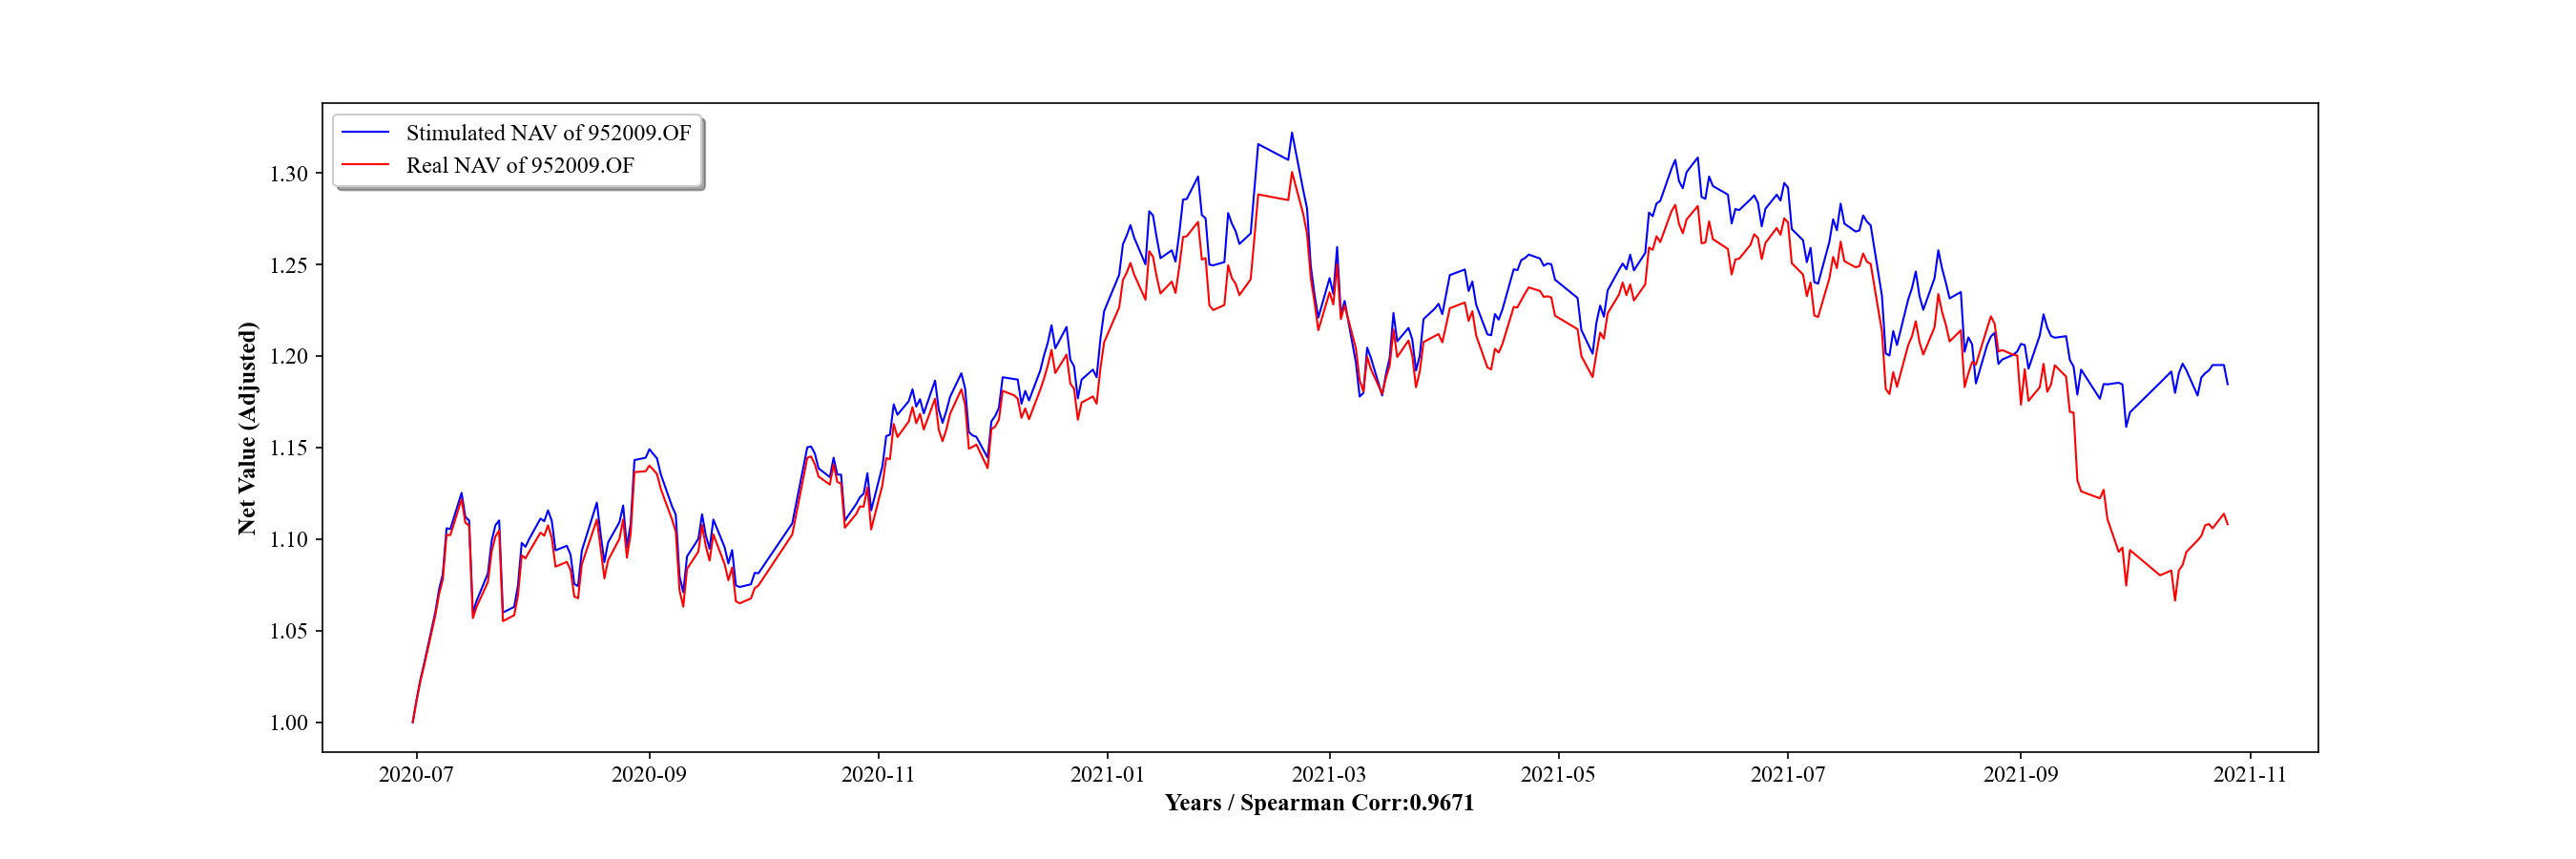 Stimulated NAV of 952009.OF
Real NAV of 952009.OF
Net Value (Adjusted)
1.30
1.25
1.20
1.15
1.10
1.05
1.00
2020-07 2020-09 2020-11 2021-01 2021-03 2021-05 2021-07 2021-09 2021-11
Years / Spearman Corr:0.9671